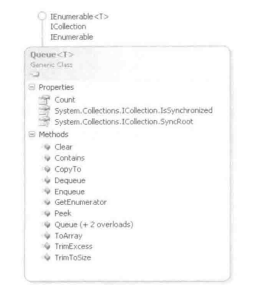 IEnumerable<T>
ICollection
IEnumerable
Queue<T>
Generic Class
Properties
Count
System.Collections.ICollection.IsSynchronized
System.Collections.ICollection.SyncRoot
Methods
Clear
Contains
CopyTo
Dequeue
Enqueue
GetEnumerator
Peek
Queue (+ 2 overloads)
ToArray
TrimExcess
TrimToSize